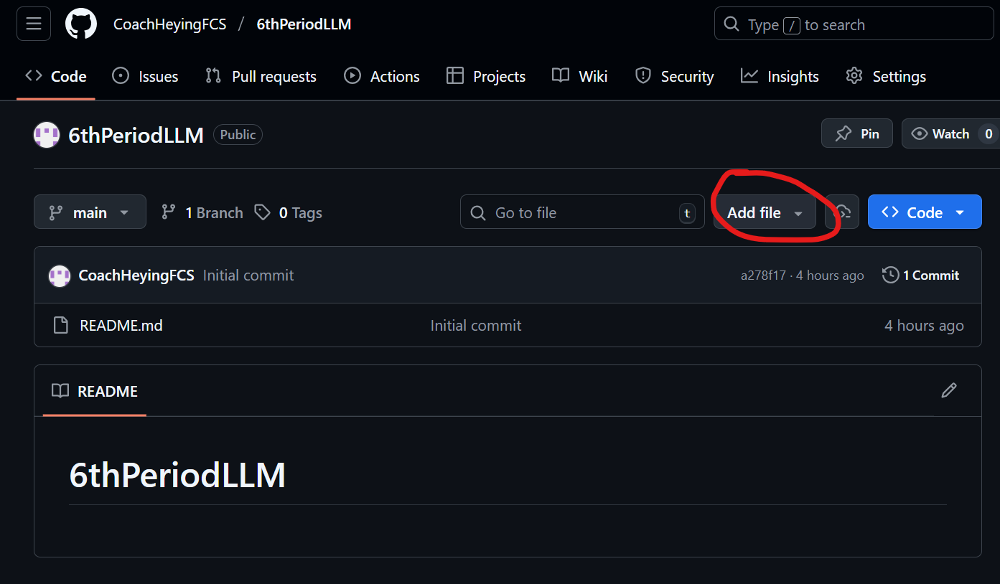 CoachHeyingFCS / 6thPeriodLLM Type / to search
Code Issues Pull requests Actions Projects Wiki Security Insights Settings
6thPeriodLLM Public Pin Watch 0
main 1 Branch 0 Tags Go to file t Add file Code
CoachHeyingFCS Initial commit a278f17 · 4 hours ago 1 Commit
README.md Initial commit 4 hours ago
README
6thPeriodLLM